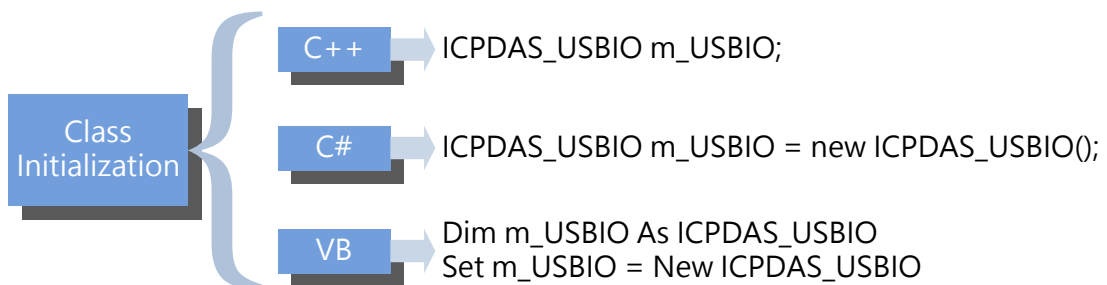 Class
Initialization
C++
ICPDAS_USBIO m_USBIO;
C#
ICPDAS_USBIO m_USBIO = new ICPDAS_USBIO();
VB
Dim m_USBIO As ICPDAS_USBIO
Set m_USBIO = New ICPDAS_USBIO